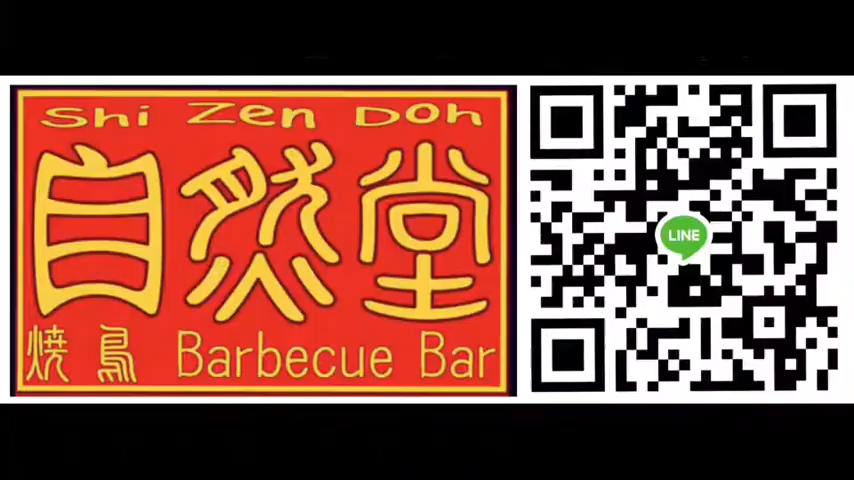 Shi Zen Doh
自然堂
焼鳥 Barbecue Bar
LINE